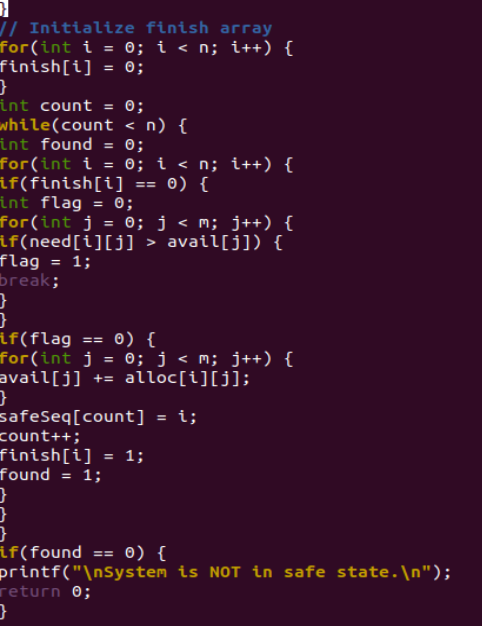 }
// Initialize finish array
for(int i = 0; i < n; i++) {
finish[i] = 0;
}
int count = 0;
while(count < n) {
int found = 0;
for(int i = 0; i < n; i++) {
if(finish[i] == 0) {
int flag = 0;
for(int j = 0; j < m; j++) {
if(need[i][j] > avail[j]) {
flag = 1;
break;
}
}
if(flag == 0) {
for(int j = 0; j < m; j++) {
avail[j] += alloc[i][j];
}
safeSeq[count] = i;
count++;
finish[i] = 1;
found = 1;
}
}
}
if(found == 0) {
printf("\nSystem is NOT in safe state.\n");
return 0;
}